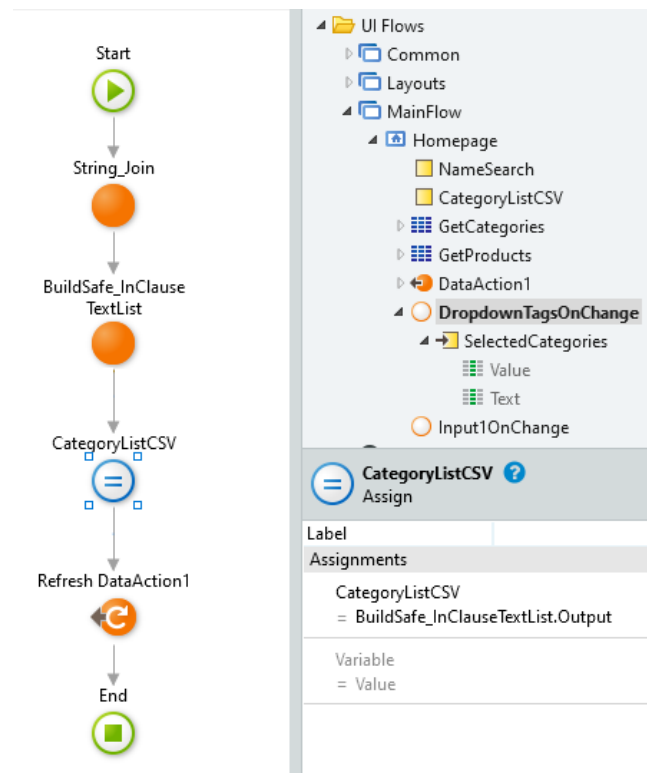 Start
String_Join
BuildSafe_InClause
TextList
CategoryListCSV
Refresh DataAction1
End
UI Flows
Common
Layouts
MainFlow
Homepage
NameSearch
CategoryListCSV
GetCategories
GetProducts
DataAction1
DropdownTagsOnChange
SelectedCategories
Value
Text
Input1OnChange
CategoryListCSV ?
Assign
Label
Assignments
CategoryListCSV
= BuildSafe_InClauseTextList.Output
Variable
= Value